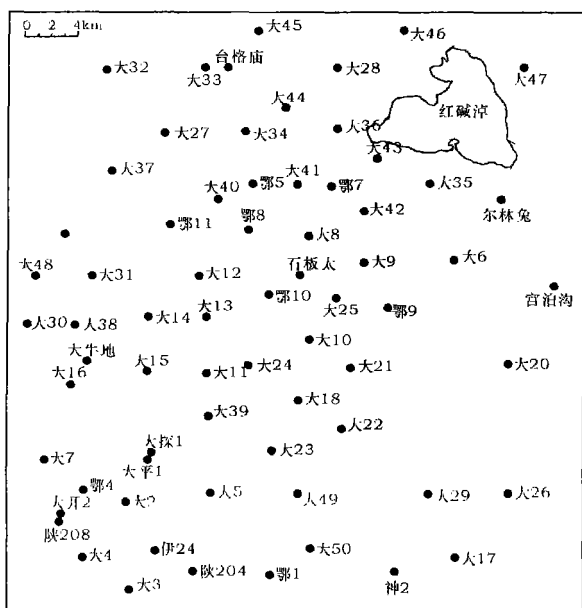 0 2 4km
大45
大46
台格庙
大32
大33
大28
大47
大44
红碱淖
大27
大34
大36
大43
大37
鄂5
大41
鄂7
大35
大40
大42
尔林兔
鄂11
鄂8
大8
石板太
大9
大6
大48
大31
大12
鄂10
大25
鄂9
宫泊沟
大30
大38
大14
大13
大10
大牛地
大15
大24
大21
大20
大16
大11
大18
大39
大22
大探1
大23
大7
大平1
鄂4
大2
大5
大49
大29
大26
大开2
陕208
大4
伊24
大50
大17
陕204
鄂1
神2
大3